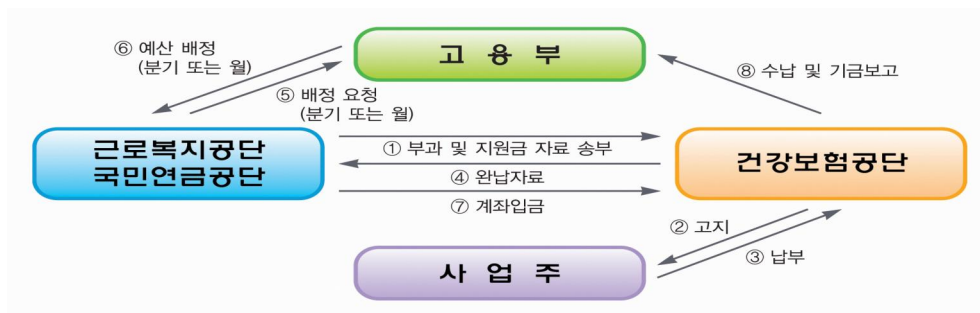 ⑥ 예산 배정
(분기 또는 월)
고 용 부
⑧ 수납 및 기금보고
⑤ 배정 요청
(분기 또는 월)
근로복지공단
국민연금공단
① 부과 및 지원금 자료 송부
④ 완납자료
⑦ 계좌입금
건강보험공단
② 고지
③ 납부
사 업 주